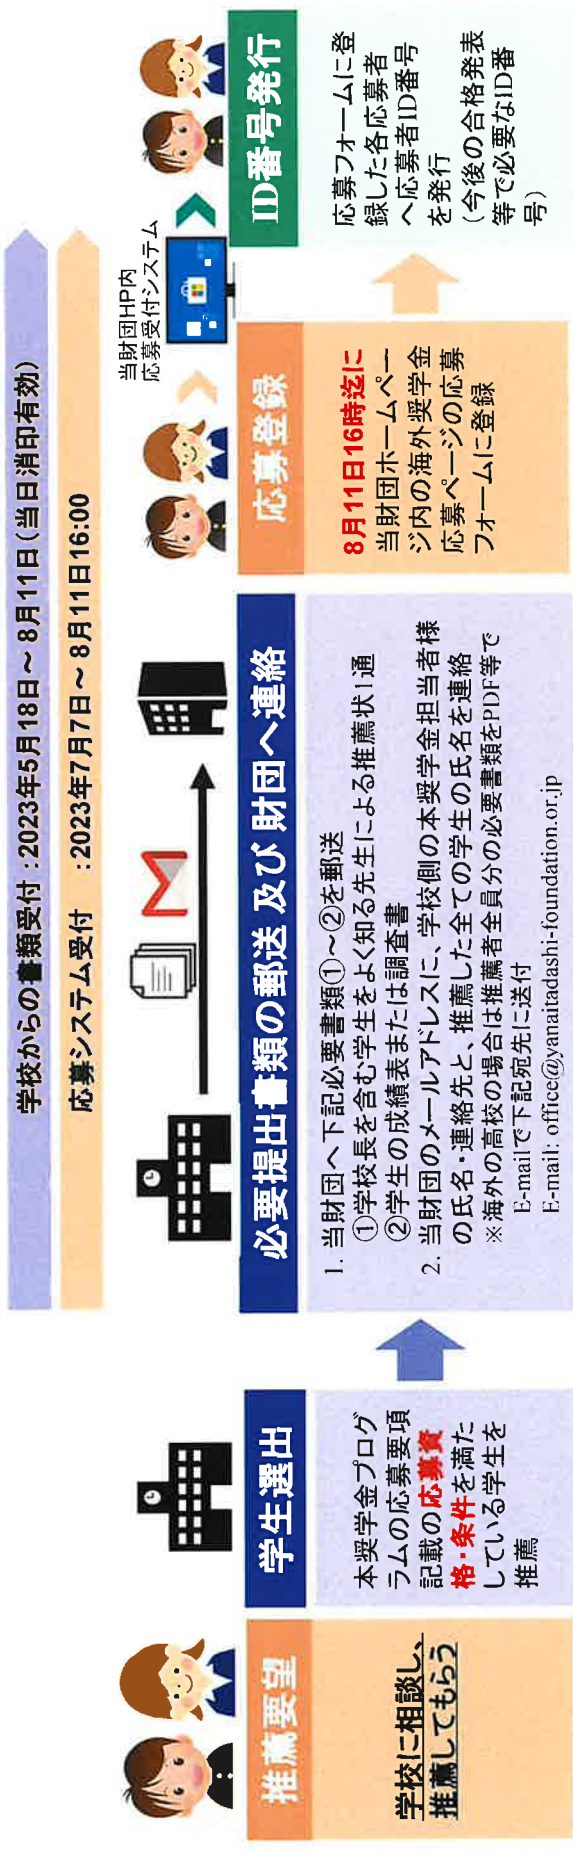 学校からの書類受付：2023年5月18日～8月11日（当日消印有効）
応募システム受付　：2023年7月7日～8月11日16:00
推薦要望
学校に相談し、
推薦してもらう
学生選出
本奨学金プログ
ラムの応募要項
記載の応募資
格・条件を満た
している学生を
推薦
必要提出書類の郵送 及び 財団へ連絡
1. 当財団へ下記必要書類①～②を郵送
①学校長を含む学生をよく知る先生による推薦状1通
②学生の成績表または調査書
2. 当財団のメールアドレスに、学校側の本奨学金担当者様
の氏名・連絡先と、推薦した全ての学生の氏名を連絡
※海外の高校の場合は推薦者全員分の必要書類をPDF等で
E-mailで下記宛先に送付
E-mail: office@yanaitadashi-foundation.or.jp
応募登録
8月11日16時迄に
当財団ホームペー
ジ内の海外奨学金
応募ページの応募
フォームに登録
当財団HP内
応募受付システム
ID番号発行
応募フォームに登
録した各応募者
へ応募者ID番号
を発行
（今後の合格発表
等で必要なID番
号）